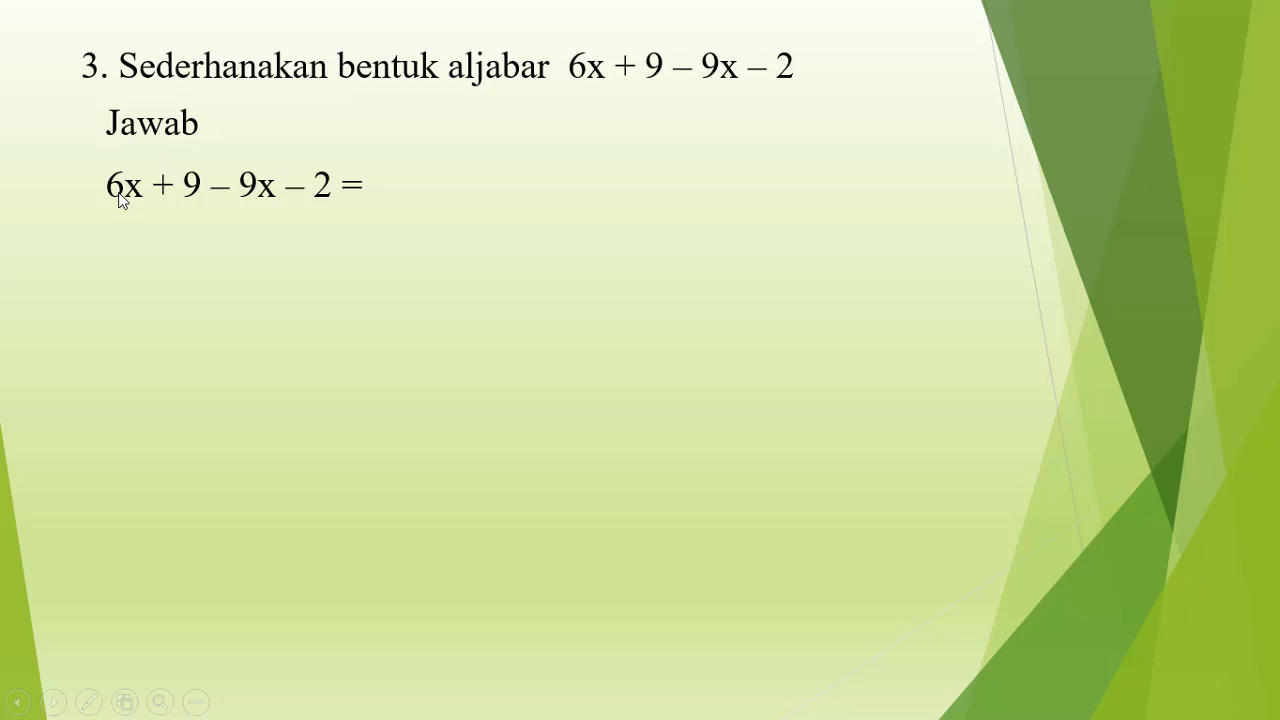 3. Sederhanakan bentuk aljabar 6x + 9 – 9x – 2
Jawab
6x + 9 – 9x – 2 =